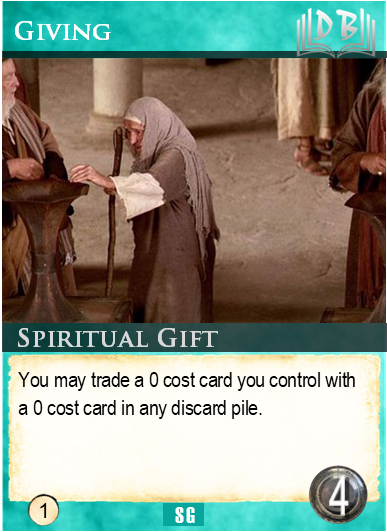 GIVING
DB
SPIRITUAL GIFT
You may trade a 0 cost card you control with
a 0 cost card in any discard pile.
1
SG
4